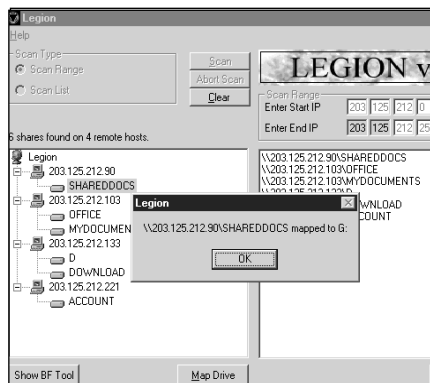 Legion
Help
Scan Type
Scan Range
Scan List
Scan
Abort Scan
Clear
LEGION v
Scan Range
Enter Start IP 203 125 212 0
Enter End IP 203 125 212
6 shares found on 4 remote hosts.
Legion
203.125.212.90
SHAREDDOCS
203.125.212.103
OFFICE
MYDOCUMEN
203.125.212.133
D
DOWNLOAD
203.125.212.221
ACCOUNT
\\203.125.212.90\SHAREDDOCS
\\203.125.212.103\OFFICE
\\203.125.212.103\MYDOCUMENTS
WNLOAD
COUNT
Legion
\\203.125.212.90\SHAREDDOCS mapped to G:
OK
Show BF Tool
Map Drive